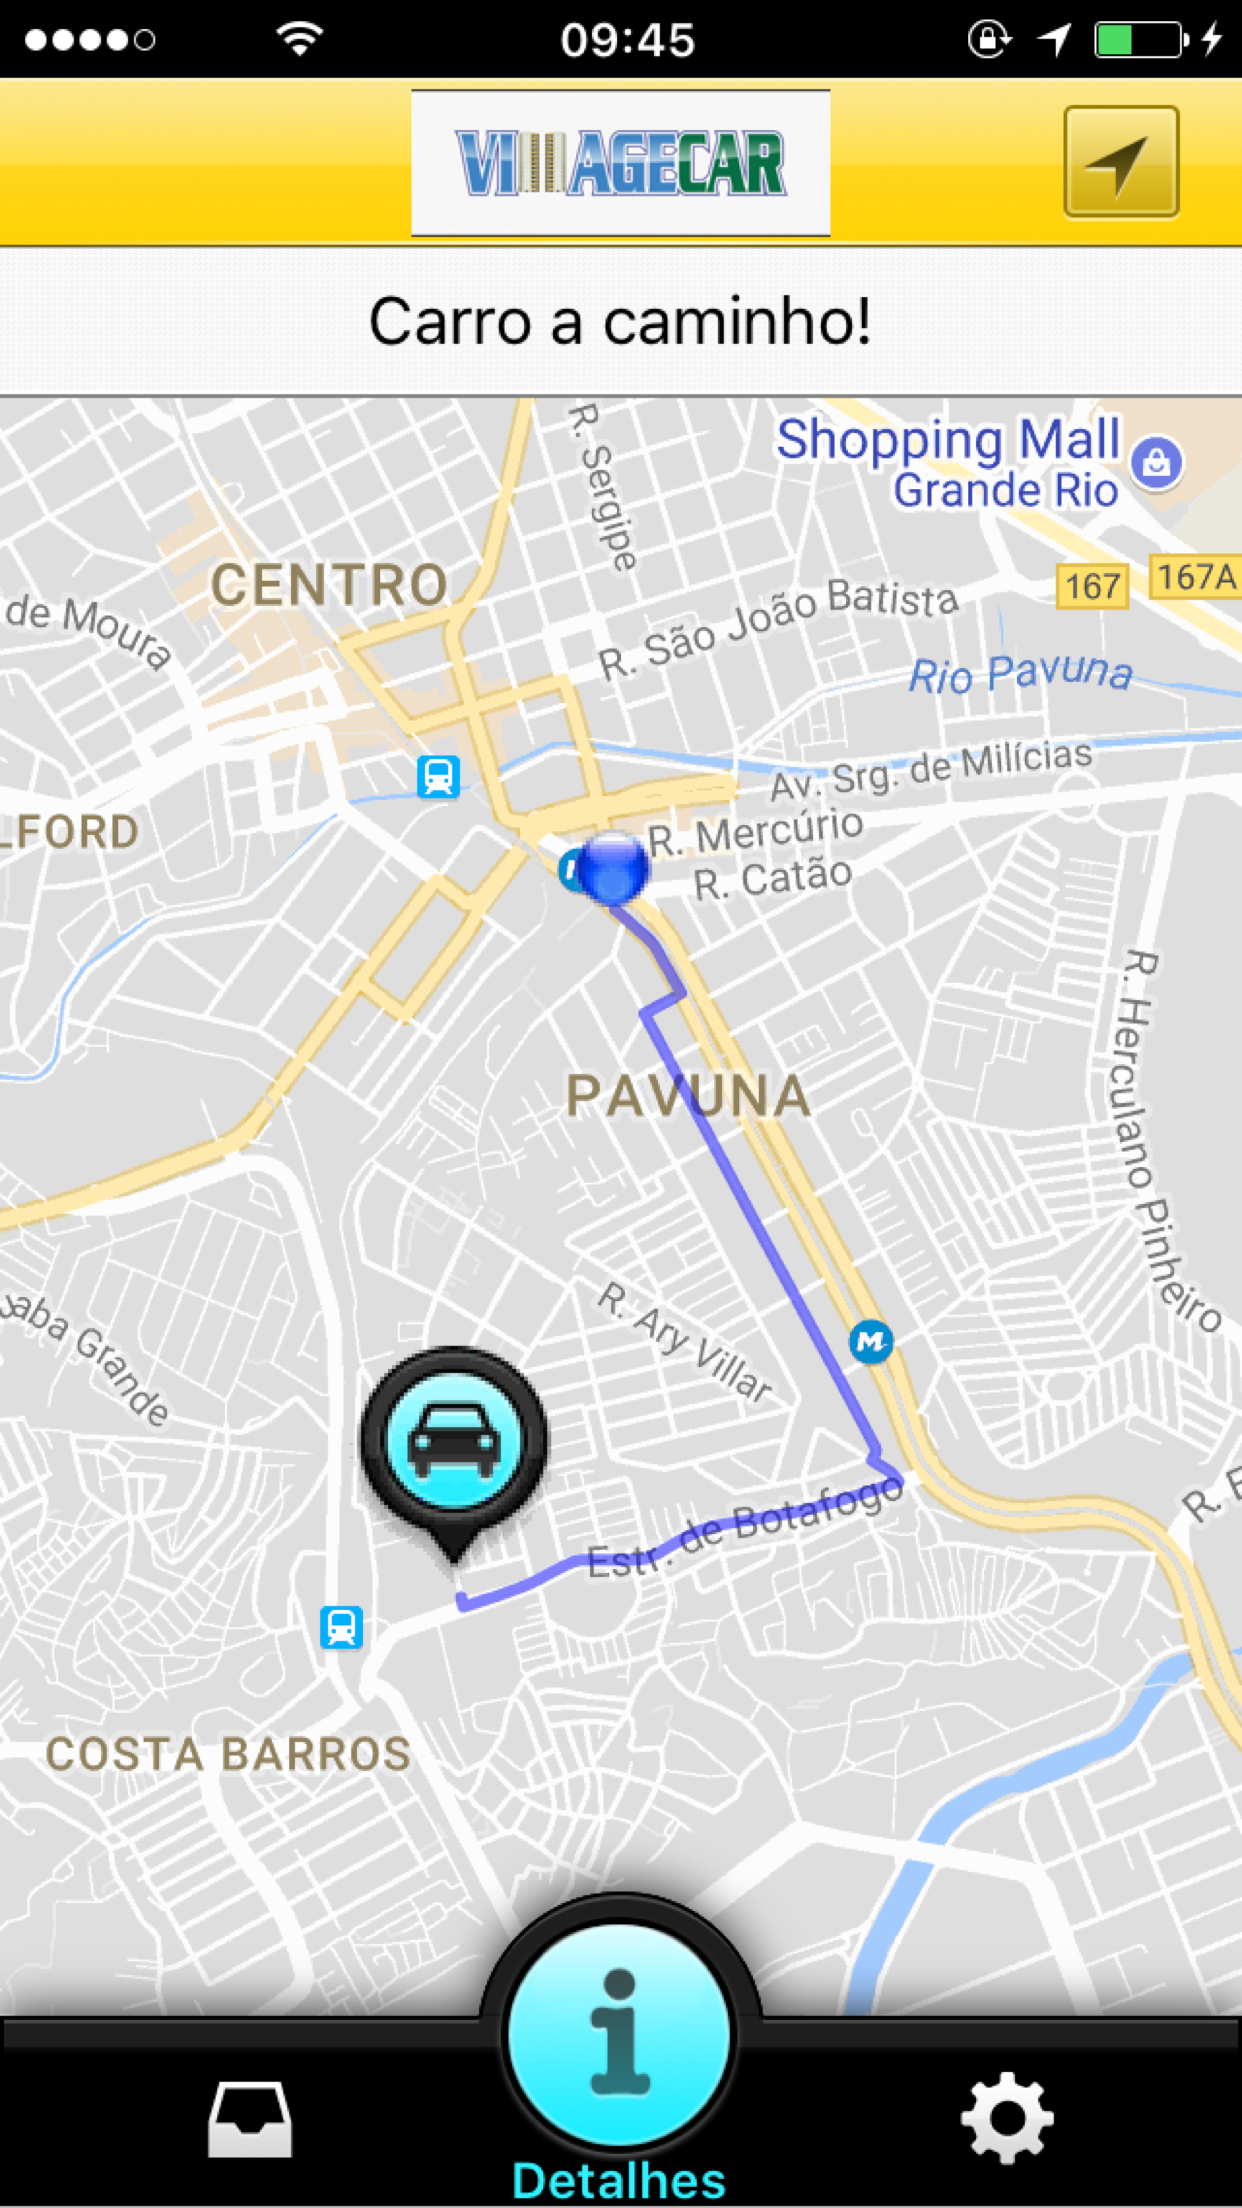 09:45
VIllAGECAR
Carro a caminho!
R. Sergipe
Shopping Mall
Grande Rio
CENTRO
167
167A
de Moura
R. São João Batista
Rio Pavuna
Av. Srg. de Milícias
LFORD
R. Mercúrio
R. Catão
R. Herculano Pinheiro
PAVUNA
R. Ary Villar
aba Grande
M
R. E
Estr. de Botafogo
COSTA BARROS
i
Detalhes